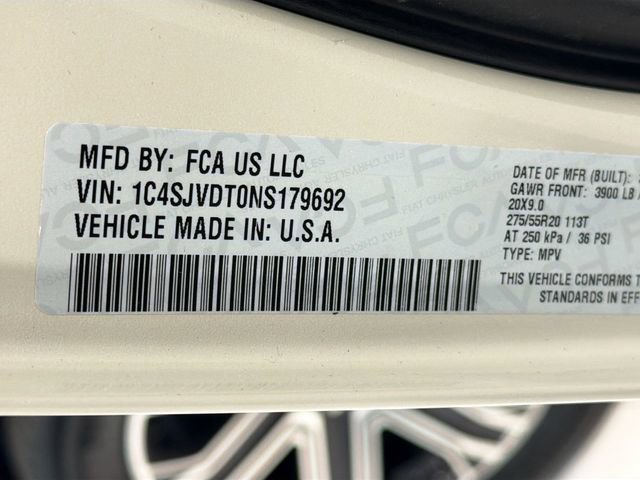 MFD BY: FCA US LLC
VIN: 1C4SJVDT0NS179692
VEHICLE MADE IN: U.S.A.
DATE OF MFR (BUILT):
GAWR FRONT: 3900 LB
20X9.0
275/55R20 113T
AT 250 kPa / 36 PSI
TYPE: MPV
THIS VEHICLE CONFORMS
STANDARDS IN EFF